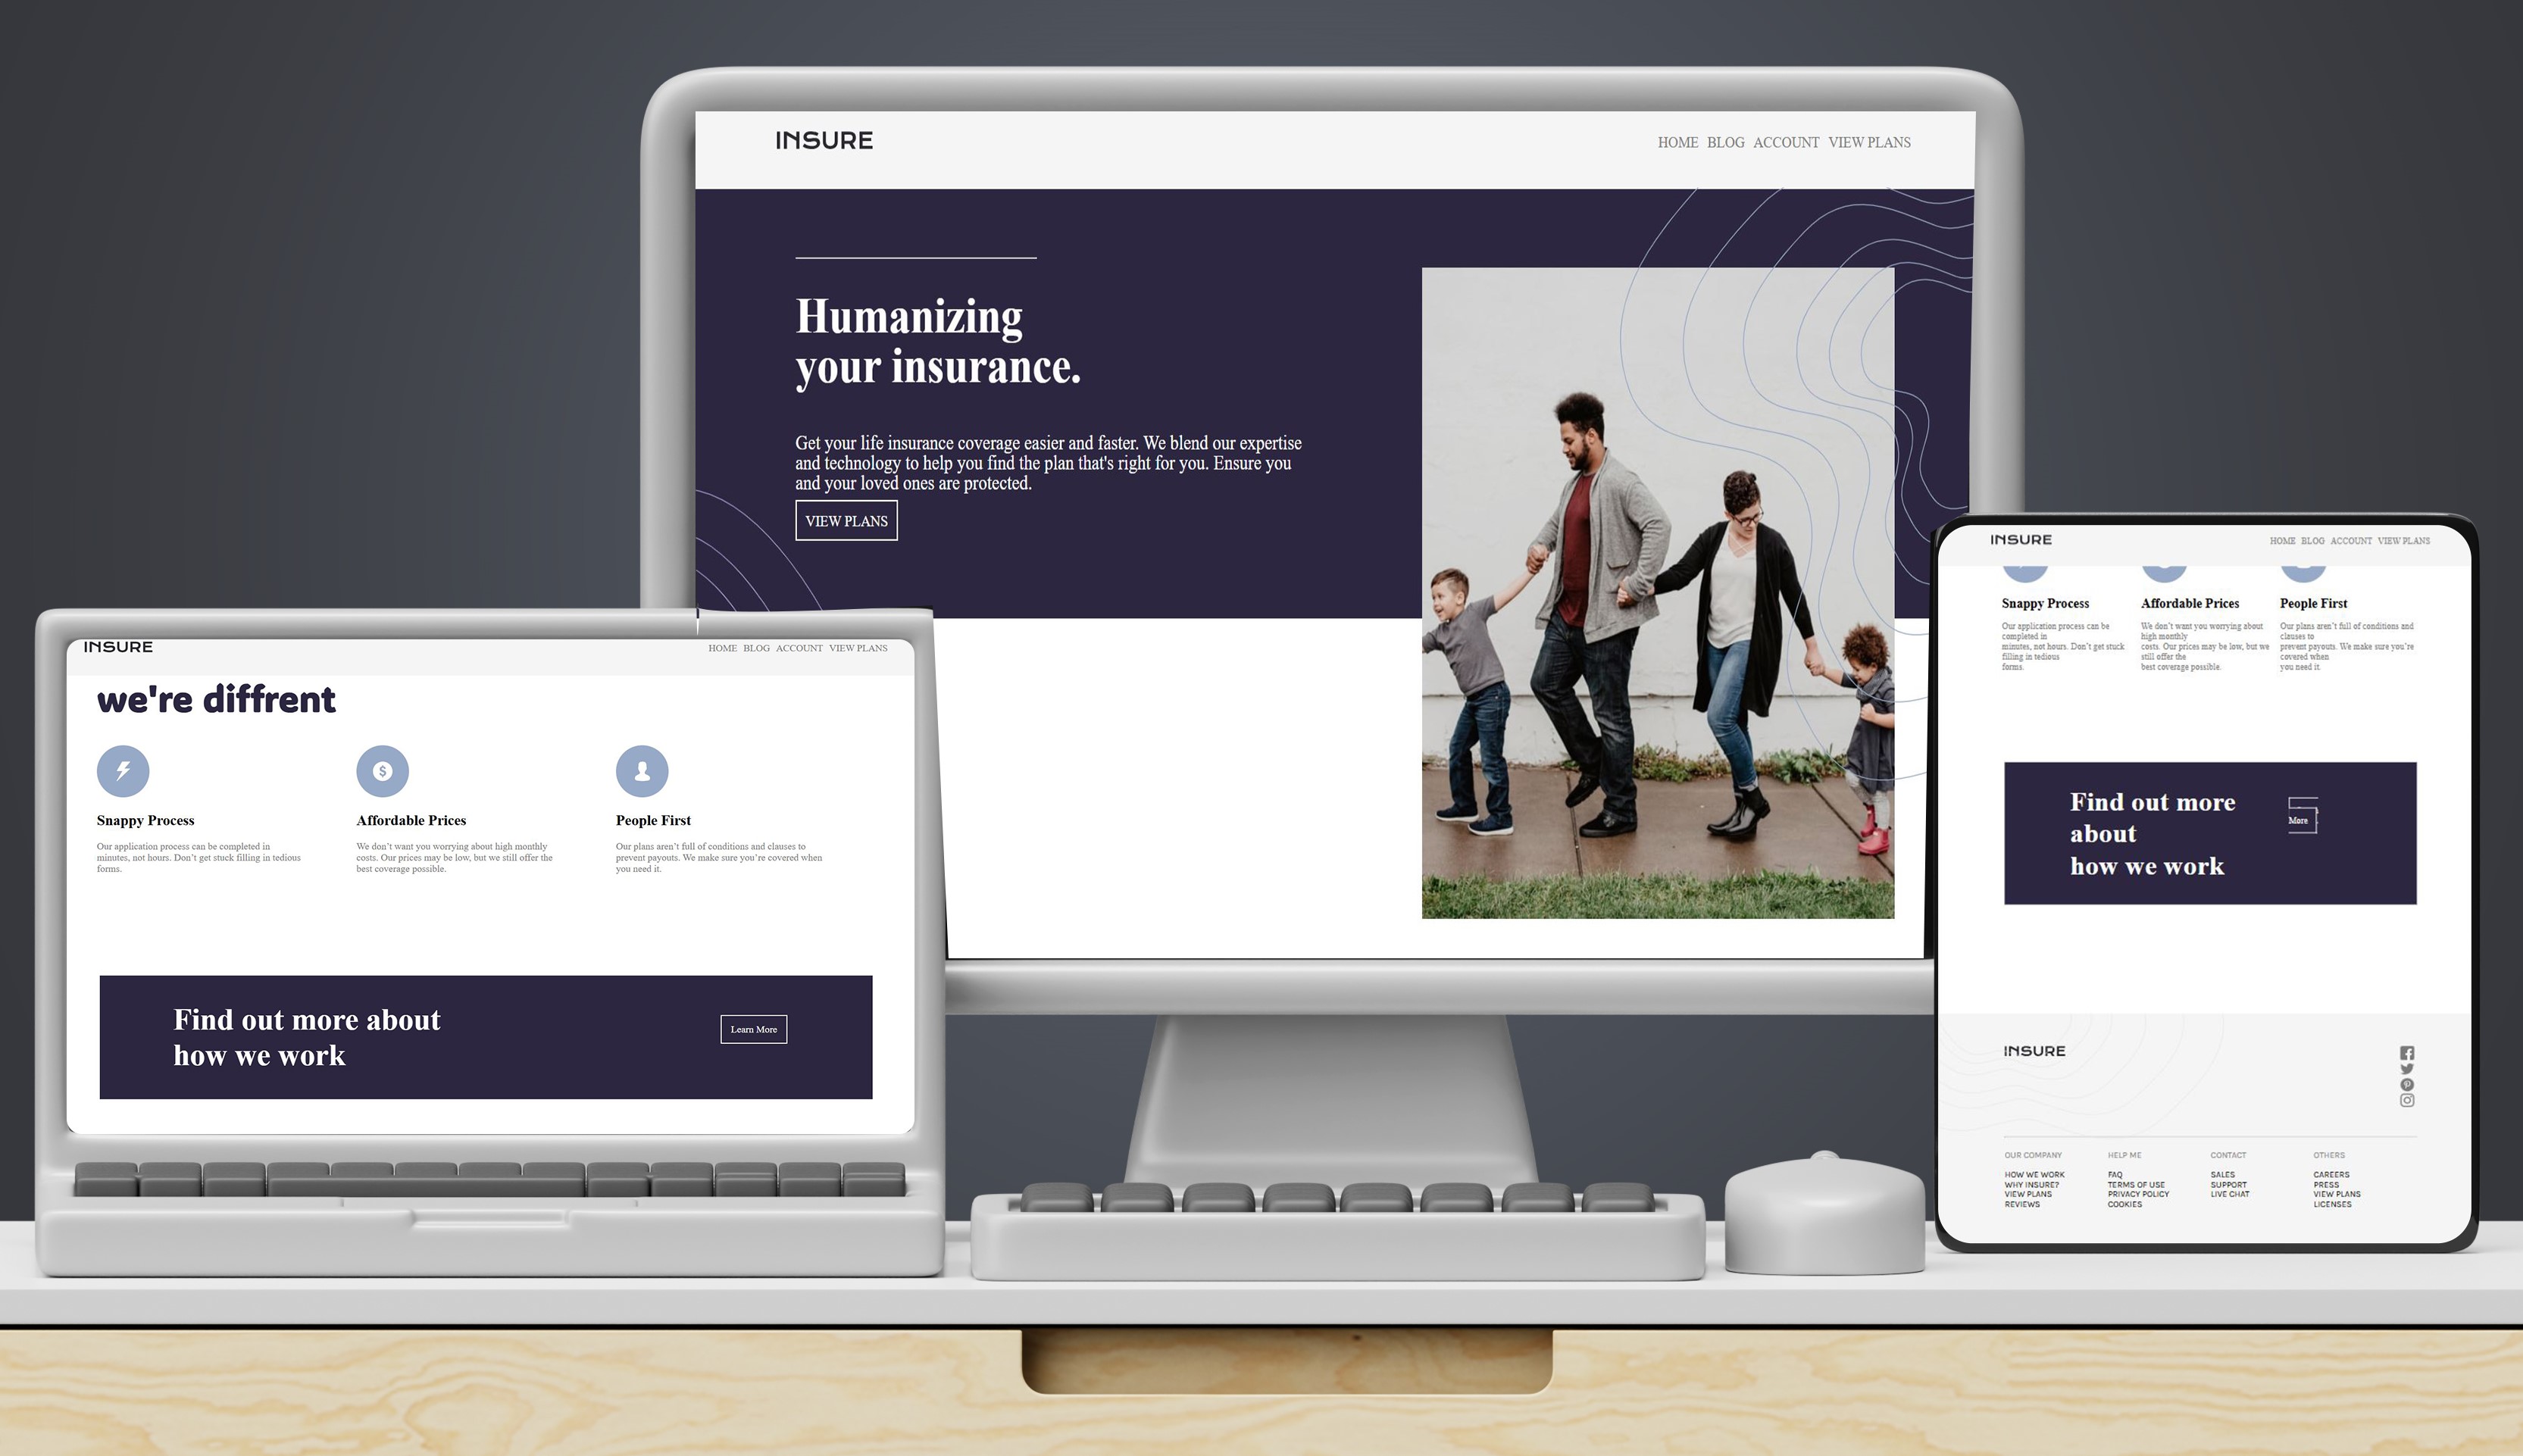 INSURE
HOME BLOG ACCOUNT VIEW PLANS
Humanizing
your insurance.
Get your life insurance coverage easier and faster. We blend our expertise
and technology to help you find the plan that's right for you. Ensure you
and your loved ones are protected.
VIEW PLANS
INSURE
HOME BLOG ACCOUNT VIEW PLANS
we're diffrent
$
Snappy Process
Our application process can be completed in
minutes, not hours. Don’t get stuck filling in tedious
forms.
Affordable Prices
We don’t want you worrying about high monthly
costs. Our prices may be low, but we still offer the
best coverage possible.
People First
Our plans aren’t full of conditions and clauses to
prevent payouts. We make sure you’re covered when
you need it.
Find out more about
how we work
Learn More
INSURE
HOME BLOG ACCOUNT VIEW PLANS
Snappy Process
Our application process can be
completed in
minutes, not hours. Don’t get stuck
filling in tedious
forms.
Affordable Prices
We don’t want you worrying about
high monthly
costs. Our prices may be low, but we
still offer the
best coverage possible.
People First
Our plans aren’t full of conditions and
clauses to
prevent payouts. We make sure you’re
covered when
you need it.
Find out more
about
how we work
More
INSURE
OUR COMPANY
HOW WE WORK
WHY INSURE?
VIEW PLANS
REVIEWS
HELP ME
FAQ
TERMS OF USE
PRIVACY POLICY
COOKIES
CONTACT
SALES
SUPPORT
LIVE CHAT
OTHERS
CAREERS
PRESS
VIEW PLANS
LICENSES